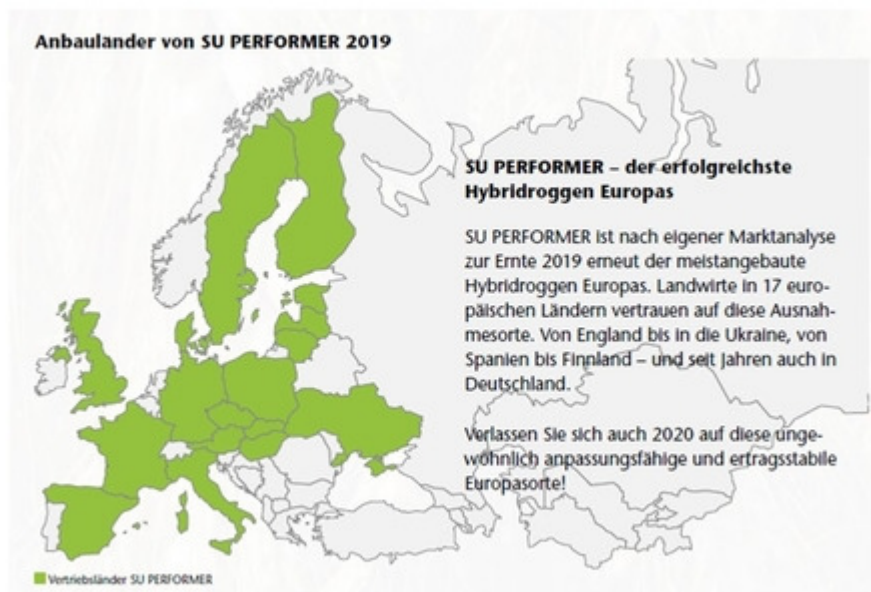 Anbauländer von SU PERFORMER 2019
SU PERFORMER – der erfolgreichste
Hybridroggen Europas
SU PERFORMER ist nach eigener Marktanalyse
zur Ernte 2019 erneut der meistangebaute
Hybridroggen Europas. Landwirte in 17 euro-
päischen Ländern vertrauen auf diese Ausnah-
mesorte. Von England bis in die Ukraine, von
Spanien bis Finnland – und seit Jahren auch in
Deutschland.
Verlassen Sie sich auch 2020 auf diese unge-
wöhnlich anpassungsfähige und ertragsstabile
Europasorte!
Vertriebsländer SU PERFORMER